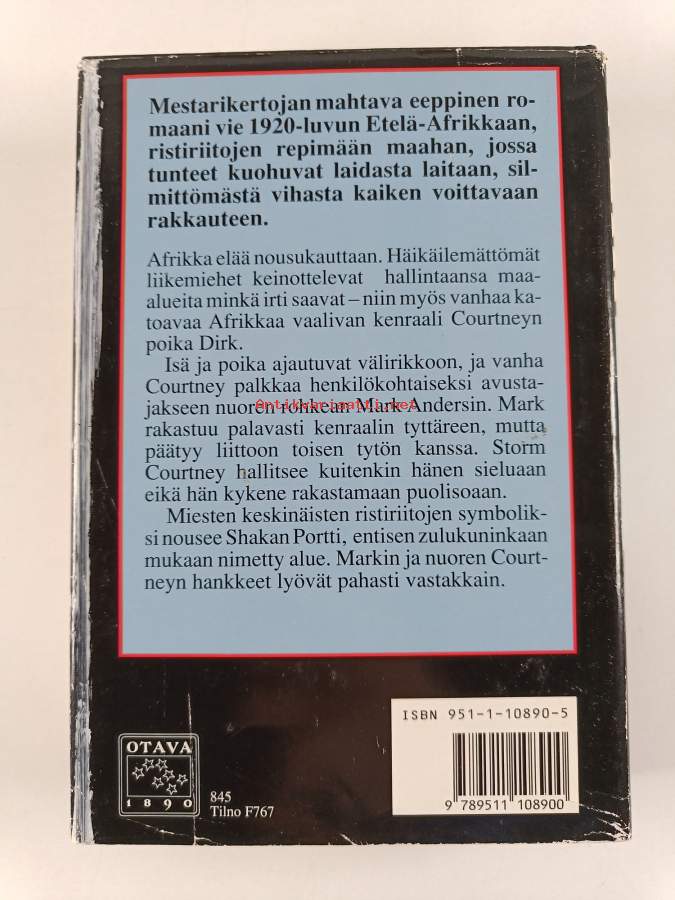 Mestarikertojan mahtava eeppinen ro-
maani vie 1920-luvun Etelä-Afrikkaan,
ristiriitojen repimään maahan, jossa
tunteet kuohuvat laidasta laitaan, sil-
mittömästä vihasta kaiken voittavaan
rakkauteen.
Afrikka elää nousukauttaan. Häikäilemättömät
liikemiehet keinottelevat hallintaansa maa-
alueita minkä irti saavat – niin myös vanhaa ka-
toavaa Afrikkaa vaalivan kenraali Courtneyn
poika Dirk.
Isä ja poika ajautuvat välirikkoon, ja vanha
Courtney palkkaa henkilökohtaiseksi avusta-
jakseen nuoren rohkean Mark Andersin. Mark
Antikvariaatti.net
rakastuu palavasti kenraalin tyttäreen, mutta
päätyy liittoon toisen tytön kanssa. Storm
Courtney hallitsee kuitenkin hänen sieluaan
eikä hän kykene rakastamaan puolisoaan.
Miesten keskinäisten ristiriitojen symbolik-
si nousee Shakan Portti, entisen zulukuninkaan
mukaan nimetty alue. Markin ja nuoren Court-
neyn hankkeet lyövät pahasti vastakkain.
ISBN 951-1-10890-5
9 789511 108900
OTAVA
1890
845
Tilno F767